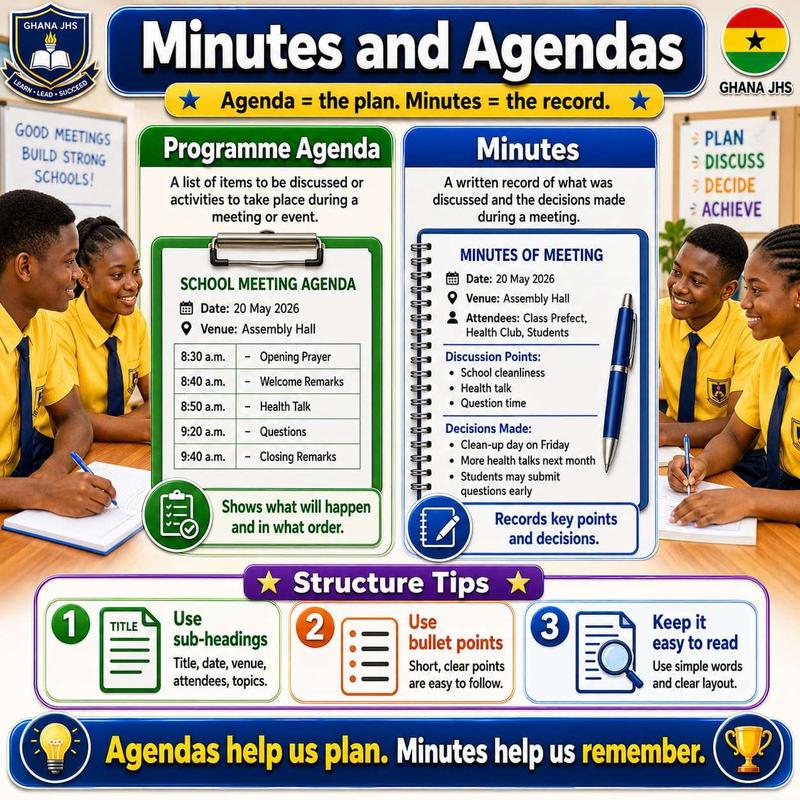 GHANA JHS
LEARN • LEAD • SUCCEED
Minutes and Agendas
Agenda = the plan. Minutes = the record.
GHANA JHS
GOOD MEETINGS
BUILD STRONG
SCHOOLS!
PLAN
DISCUSS
DECIDE
ACHIEVE
Programme Agenda
A list of items to be discussed or
activities to take place during a
meeting or event.
SCHOOL MEETING AGENDA
Date: 20 May 2026
Venue: Assembly Hall
8:30 a.m. – Opening Prayer
8:40 a.m. – Welcome Remarks
8:50 a.m. – Health Talk
9:20 a.m. – Questions
9:40 a.m. – Closing Remarks
Shows what will happen
and in what order.
Minutes
A written record of what was
discussed and the decisions made
during a meeting.
MINUTES OF MEETING
Date: 20 May 2026
Venue: Assembly Hall
Attendees: Class Prefect,
Health Club, Students
Discussion Points:
• School cleanliness
• Health talk
• Question time
Decisions Made:
• Clean-up day on Friday
• More health talks next month
• Students may submit
questions early
Records key points
and decisions.
Structure Tips
1
TITLE
Use
sub-headings
Title, date, venue,
attendees, topics.
2
Use
bullet points
Short, clear points
are easy to follow.
3
Keep it
easy to read
Use simple words
and clear layout.
Agendas help us plan. Minutes help us remember.